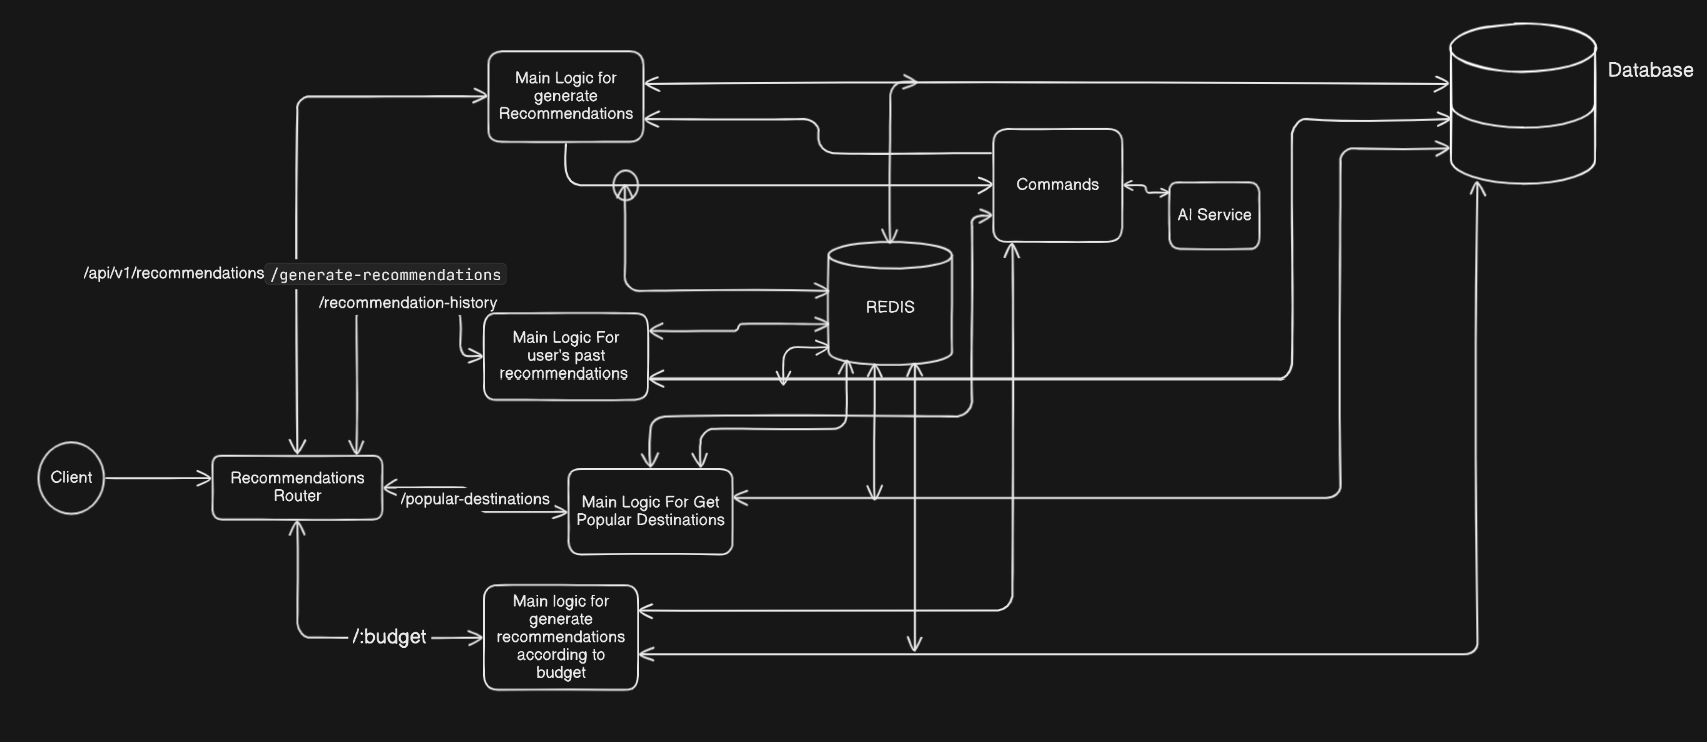 Main Logic for
generate
Recommendations
Database
Commands
AI Service
/api/v1/recommendations /generate-recommendations
/recommendation-history
REDIS
Main Logic For
user's past
recommendations
Client
Recommendations
Router
/popular-destinations
Main Logic For Get
Popular Destinations
Main logic for
generate
recommendations
according to
budget
/:budget